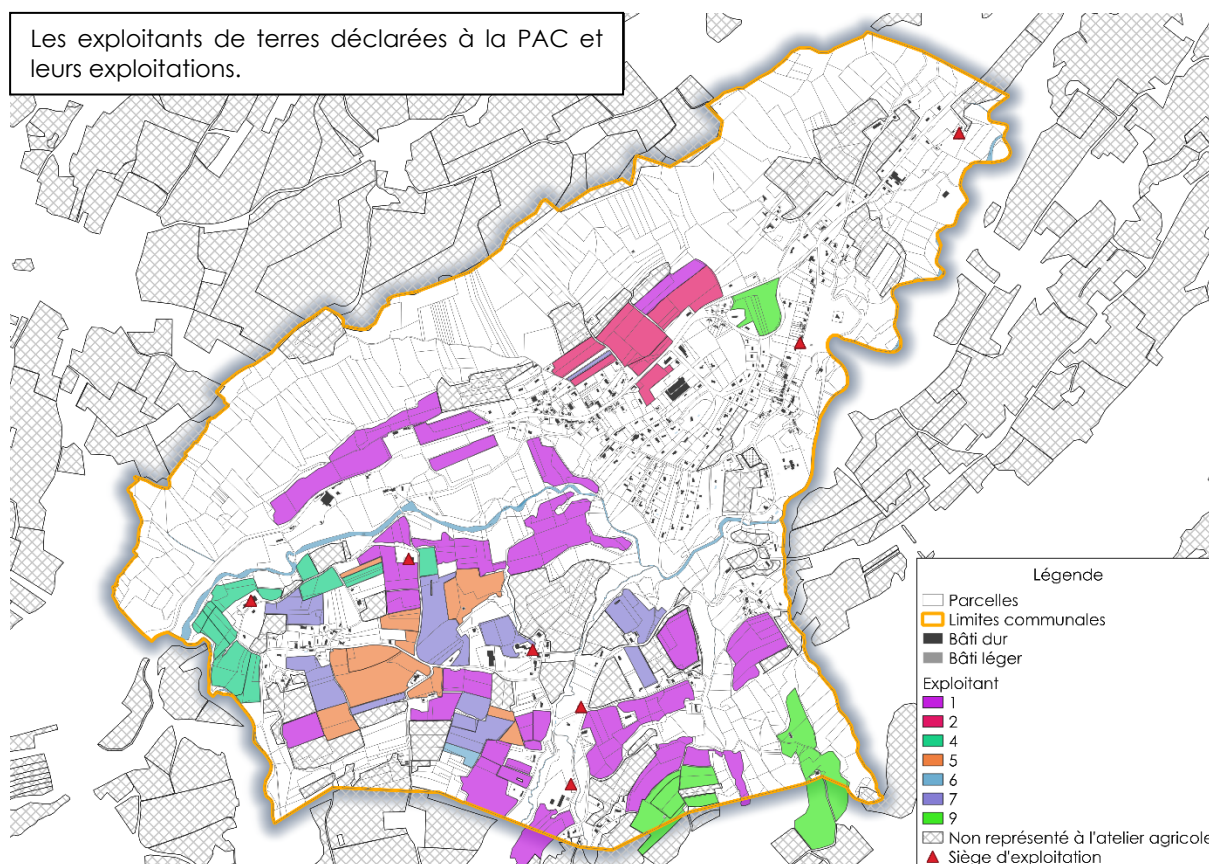 Les exploitants de terres déclarées à la PAC et
leurs exploitations.
Légende
Parcelles
Limites communales
Bâti dur
Bâti léger
Exploitant
1
2
4
5
6
7
9
Non représenté à l'atelier agricole
Siège d'exploitation